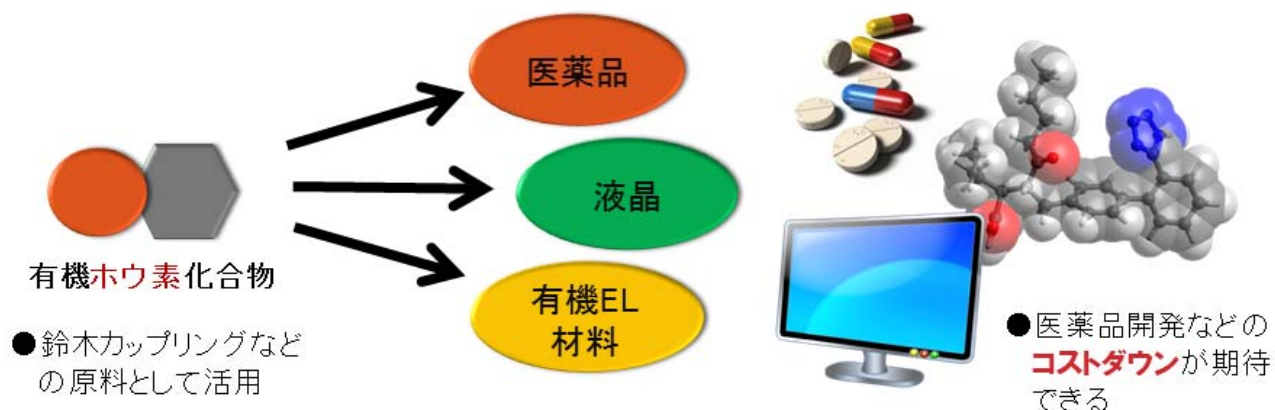 医薬品
液晶
有機EL
材料
有機ホウ素化合物
●鈴木カップリングなど
の原料として活用
●医薬品開発などの
コストダウンが期待
できる